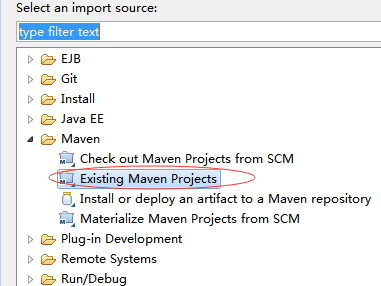 Select an import source:
type filter text
EJB
Git
Install
Java EE
Maven
Check out Maven Projects from SCM
Existing Maven Projects
Install or deploy an artifact to a Maven repository
Materialize Maven Projects from SCM
Plug-in Development
Remote Systems
Run/Debug